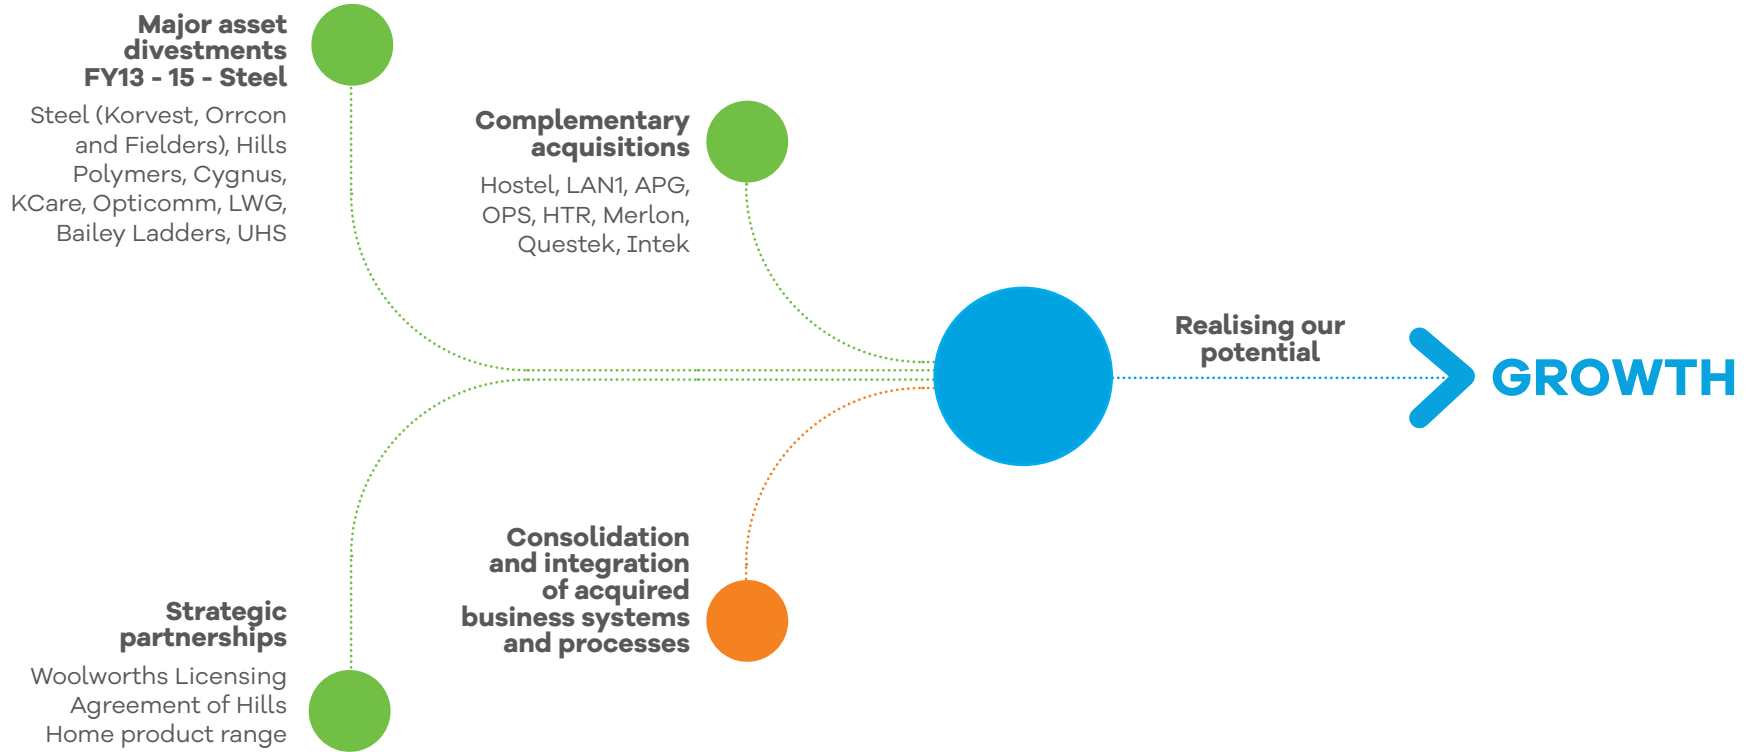 Major asset
divestments
FY13 - 15 - Steel
Steel (Korvest, Orrcon
and Fielders), Hills
Polymers, Cygnus,
KCare, Opticomm, LWG,
Bailey Ladders, UHS
Complementary
acquisitions
Hostel, LAN1, APG,
OPS, HTR, Merlon,
Questek, Intek
Realising our
potential
GROWTH
Consolidation
and integration
of acquired
business systems
and processes
Strategic
partnerships
Woolworths Licensing
Agreement of Hills
Home product range